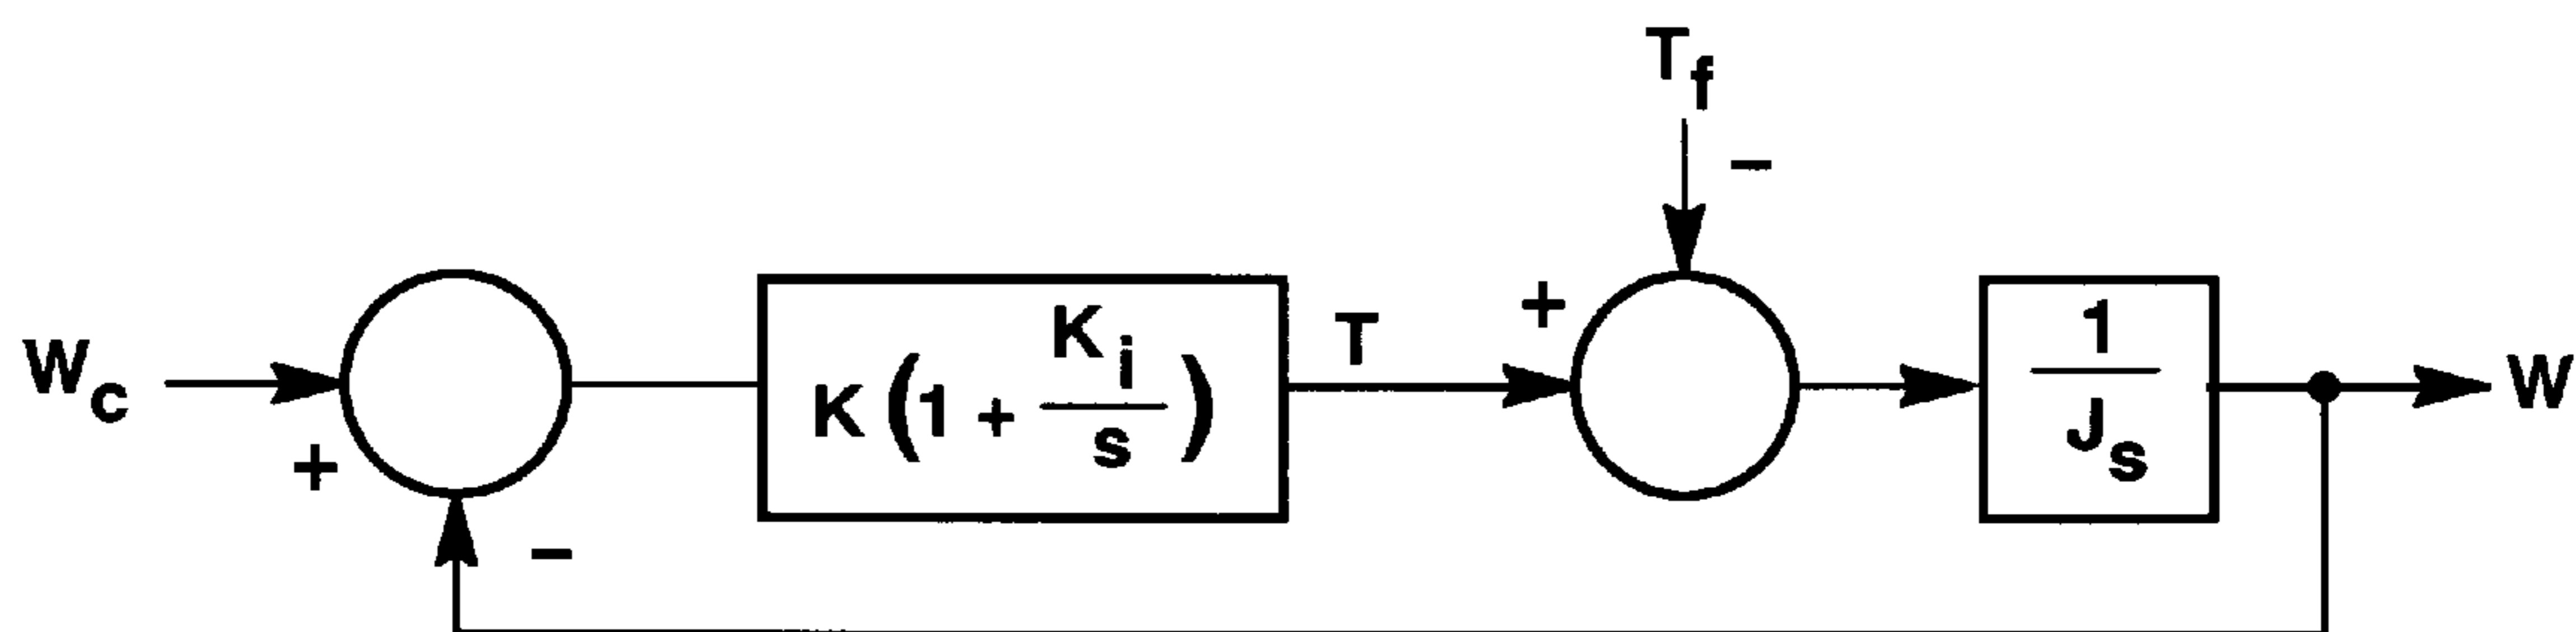 T_f
−
W_c
+
−
K(1 + K_i/s)
T
+
1/J_s
W